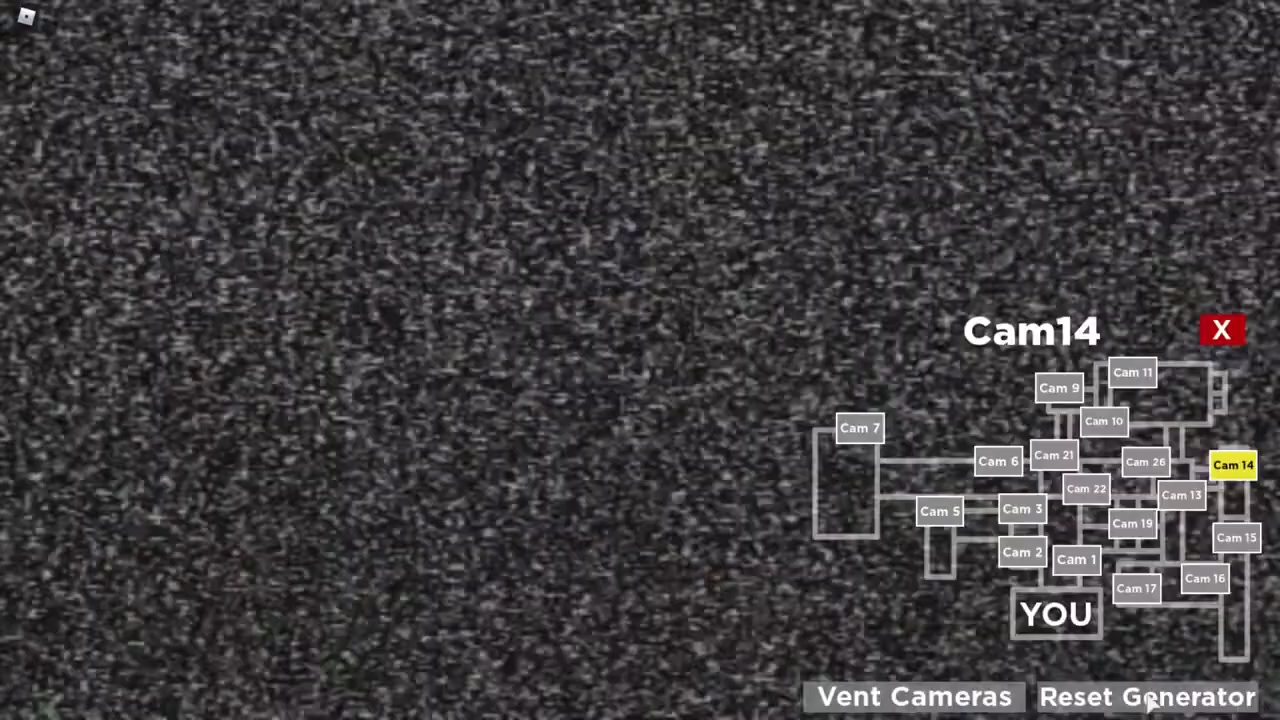 Cam14
X
Cam 11
Cam 9
Cam 10
Cam 7
Cam 21
Cam 6
Cam 26
Cam 14
Cam 22
Cam 13
Cam 5
Cam 3
Cam 19
Cam 15
Cam 2
Cam 1
Cam 16
Cam 17
YOU
Vent Cameras
Reset Generator